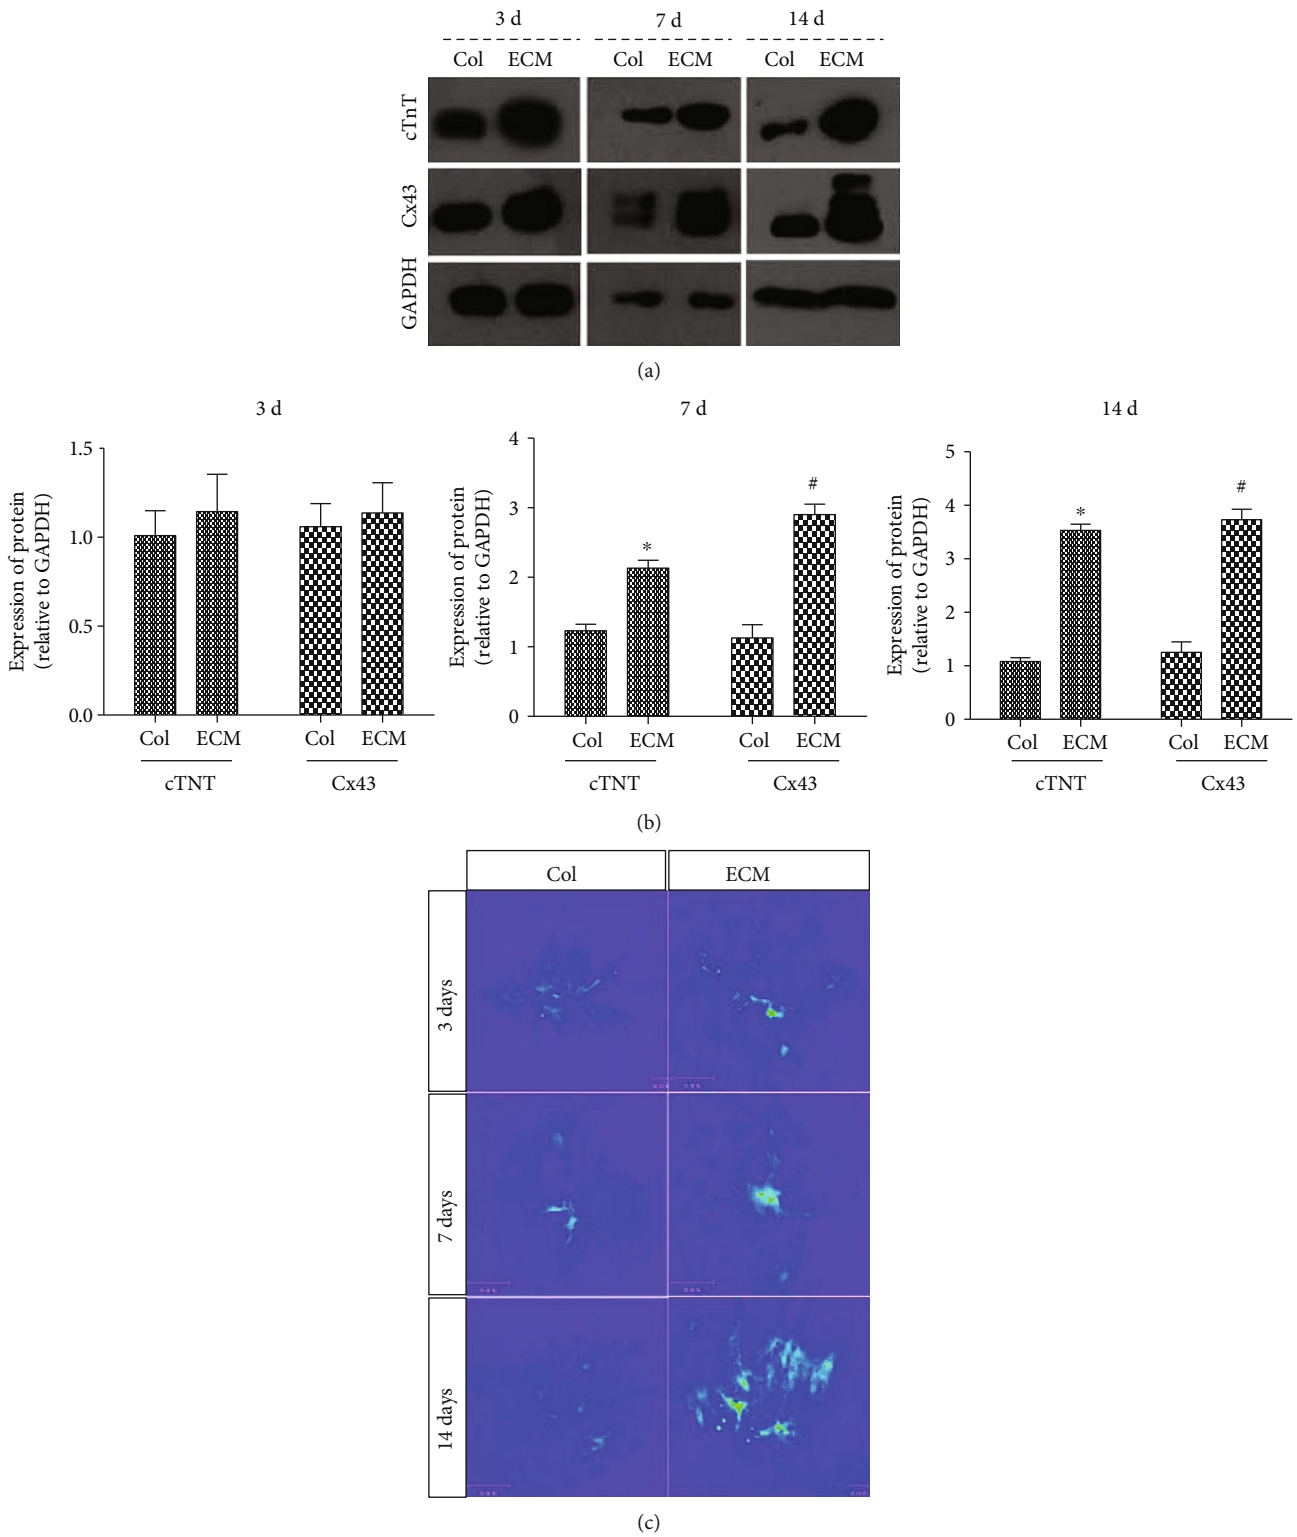 3 d 7 d 14 d
Col ECM Col ECM Col ECM
cTnT
Cx43
GAPDH
(a)
3 d
1.5
1.0
0.5
0.0
Expression of protein
(relative to GAPDH)
Col ECM Col ECM
cTNT Cx43
7 d
4
3
2
1
0
Expression of protein
(relative to GAPDH)
*
#
Col ECM Col ECM
cTNT Cx43
14 d
5
4
3
2
1
0
Expression of protein
(relative to GAPDH)
*
#
Col ECM Col ECM
cTNT Cx43
(b)
Col ECM
3 days
7 days
14 days
(c)